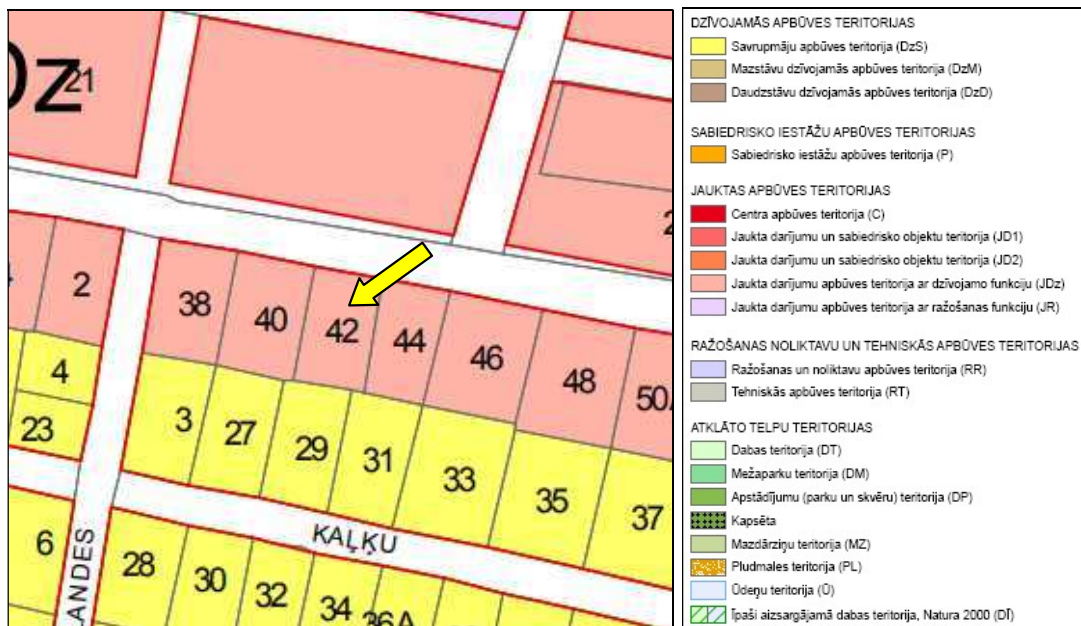 Dz
21
2
2
38
40
42
44
46
48
50A
4
23
3
27
29
31
33
35
37
KAĻĶU
6
LANDES
28
30
32
34
36A
DZĪVOJAMĀS APBŪVES TERITORIJAS
Savrupmāju apbūves teritorija (DzS)
Mazstāvu dzīvojamās apbūves teritorija (DzM)
Daudzstāvu dzīvojamās apbūves teritorija (DzD)
SABIEDRISKO IESTĀŽU APBŪVES TERITORIJAS
Sabiedrisko iestāžu apbūves teritorija (P)
JAUKTAS APBŪVES TERITORIJAS
Centra apbūves teritorija (C)
Jaukta darījumu un sabiedrisko objektu teritorija (JD1)
Jaukta darījumu un sabiedrisko objektu teritorija (JD2)
Jaukta darījumu apbūves teritorija ar dzīvojamo funkciju (JDz)
Jaukta darījumu apbūves teritorija ar ražošanas funkciju (JR)
RAŽOŠANAS NOLIKTAVU UN TEHNISKĀS APBŪVES TERITORIJAS
Ražošanas un noliktavu apbūves teritorija (RR)
Tehniskās apbūves teritorija (RT)
ATKLĀTO TELPU TERITORIJAS
Dabas teritorija (DT)
Mežaparku teritorija (DM)
Apstādījumu (parku un skvēru) teritorija (DP)
Kapsēta
Mazdārziņu teritorija (MZ)
Pludmales teritorija (PL)
Ūdeņu teritorija (Ū)
Īpaši aizsargājamā dabas teritorija, Natura 2000 (DĪ)